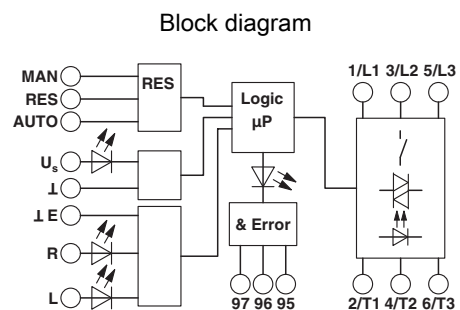 Block diagram
1/L1 3/L2 5/L3
MAN
RES
AUTO
RES
Logic
µP
Us
⊥
⊥ E
R
L
& Error
97 96 95
2/T1 4/T2 6/T3